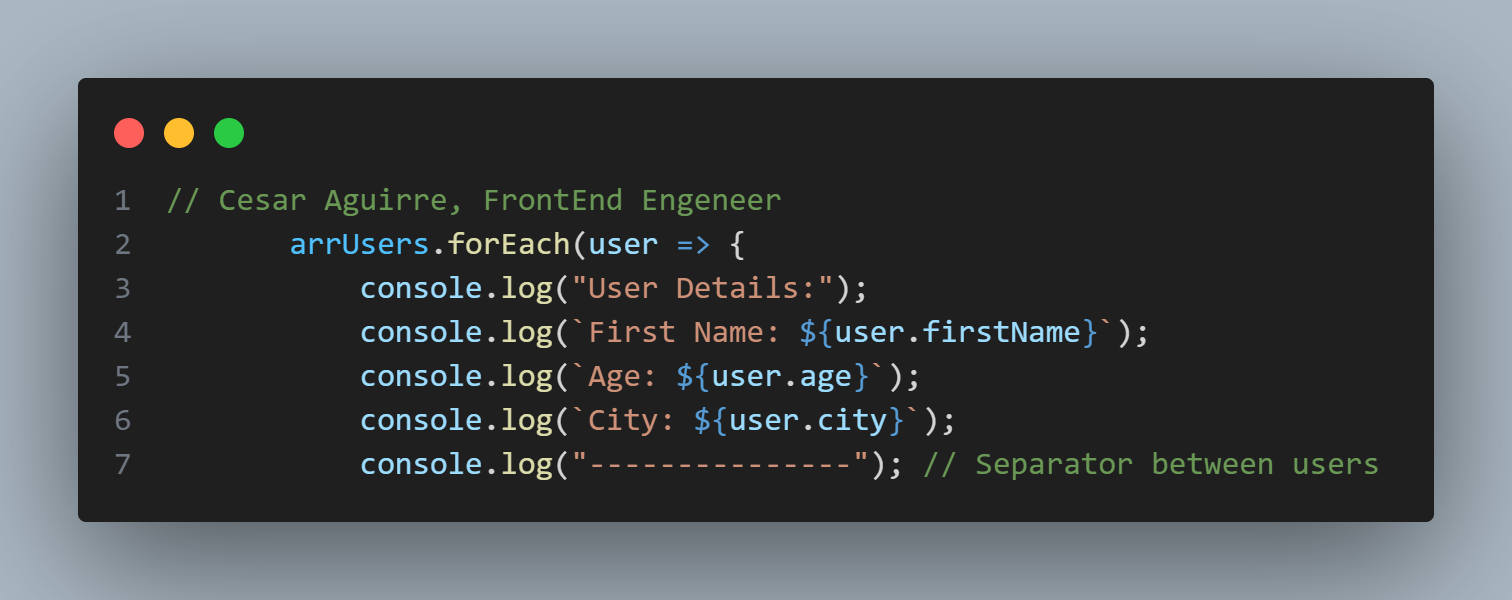 1 // Cesar Aguirre, FrontEnd Engeneer
2 arrUsers.forEach(user => {
3 console.log("User Details:");
4 console.log(`First Name: ${user.firstName}`);
5 console.log(`Age: ${user.age}`);
6 console.log(`City: ${user.city}`);
7 console.log("---------------"); // Separator between users